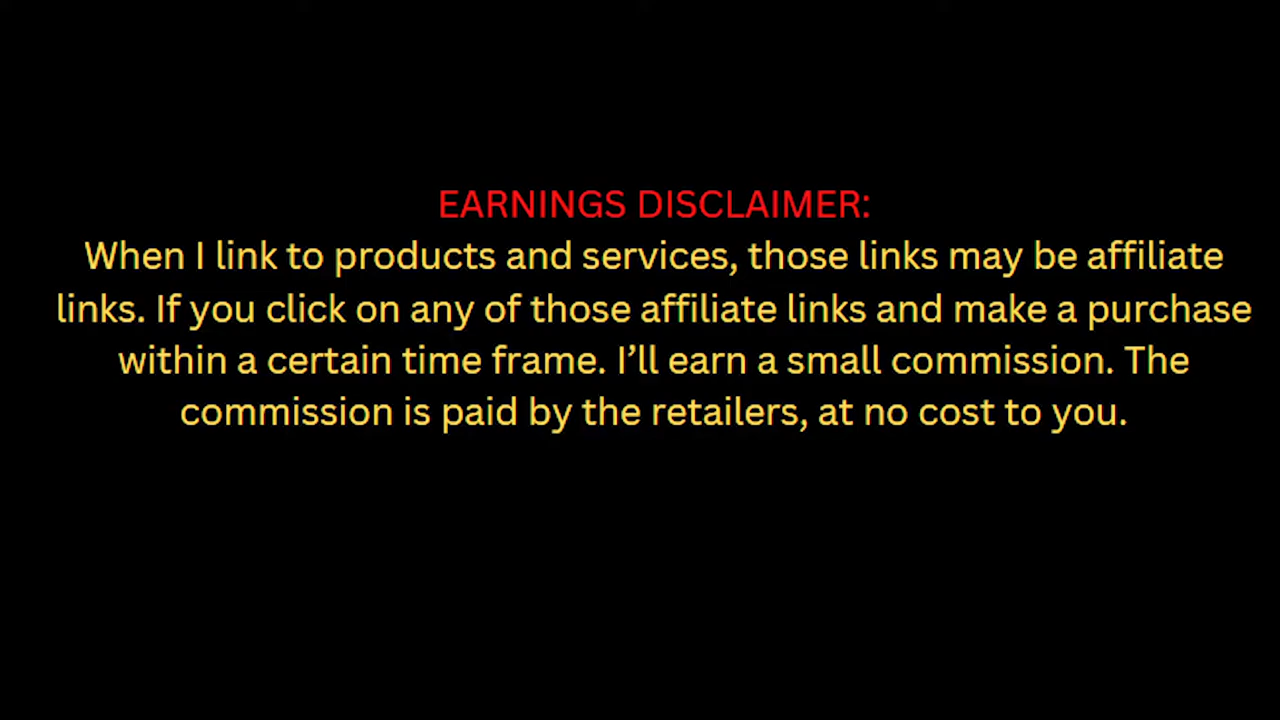 EARNINGS DISCLAIMER:
When I link to products and services, those links may be affiliate
links. If you click on any of those affiliate links and make a purchase
within a certain time frame. I’ll earn a small commission. The
commission is paid by the retailers, at no cost to you.